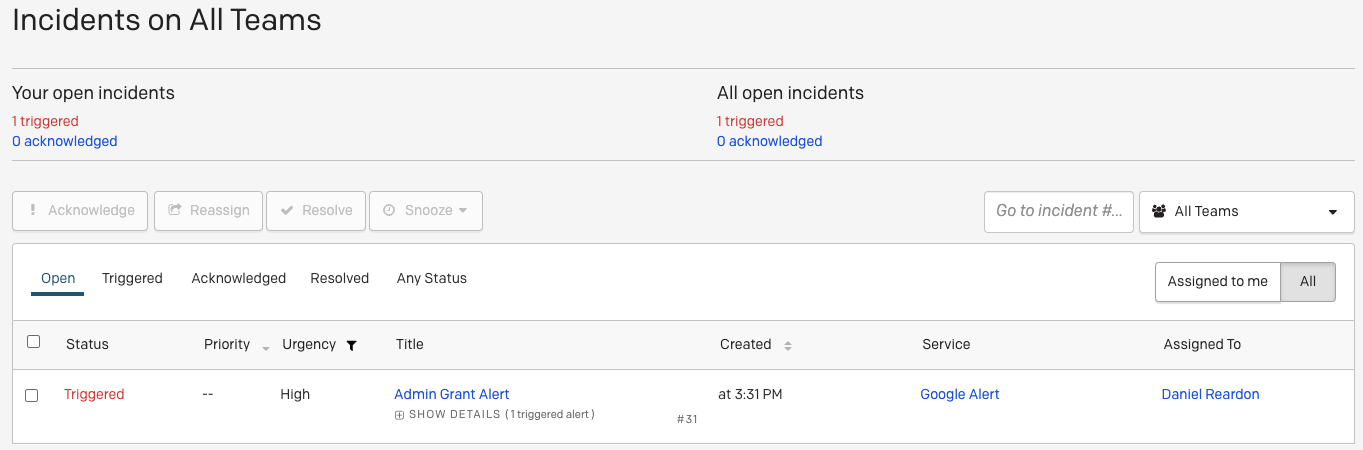 Incidents on All Teams
Your open incidents
1 triggered
0 acknowledged
All open incidents
1 triggered
0 acknowledged
Acknowledge Reassign Resolve Snooze Go to incident #... All Teams
Open Triggered Acknowledged Resolved Any Status Assigned to me All
Status Priority Urgency Title Created Service Assigned To
Triggered -- High Admin Grant Alert at 3:31 PM Google Alert Daniel Reardon
SHOW DETAILS (1 triggered alert) #31